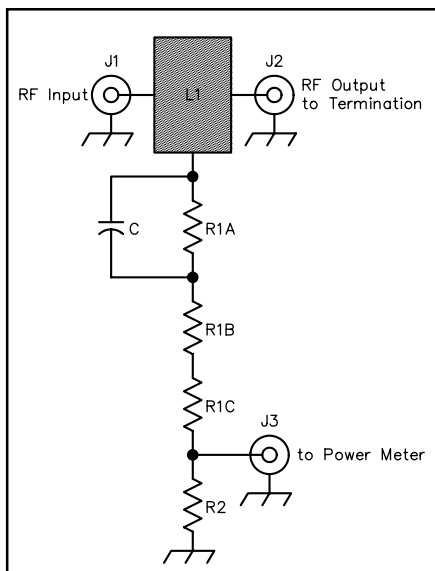 J1
J2
RF Input
L1
RF Output
to Termination
C
R1A
R1B
R1C
J3
to Power Meter
R2